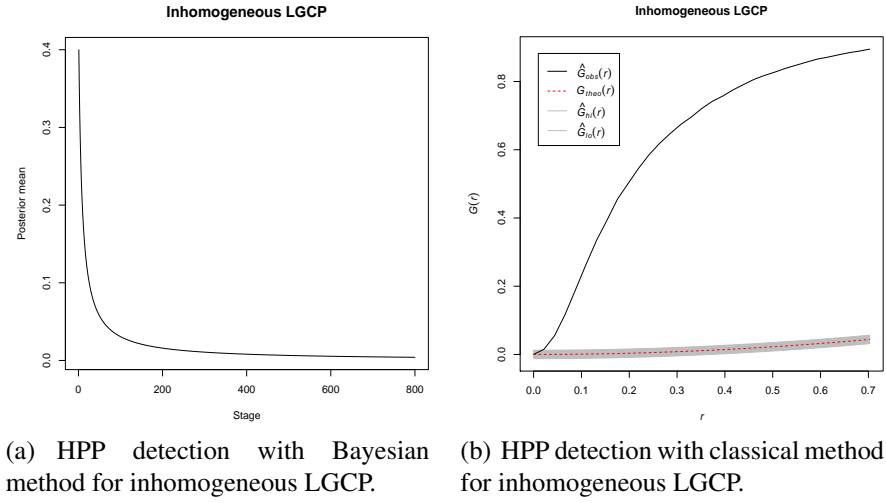 Inhomogeneous LGCP
Posterior mean
0.4
0.3
0.2
0.1
0.0
0 200 400 600 800
Stage
Inhomogeneous LGCP
G(r)
0.8
0.6
0.4
0.2
0.0
Ĝobs(r)
Gtheo(r)
Ĝhi(r)
Ĝlo(r)
0.0 0.1 0.2 0.3 0.4 0.5 0.6 0.7
r
(a) HPP detection with Bayesian
method for inhomogeneous LGCP.
(b) HPP detection with classical method
for inhomogeneous LGCP.